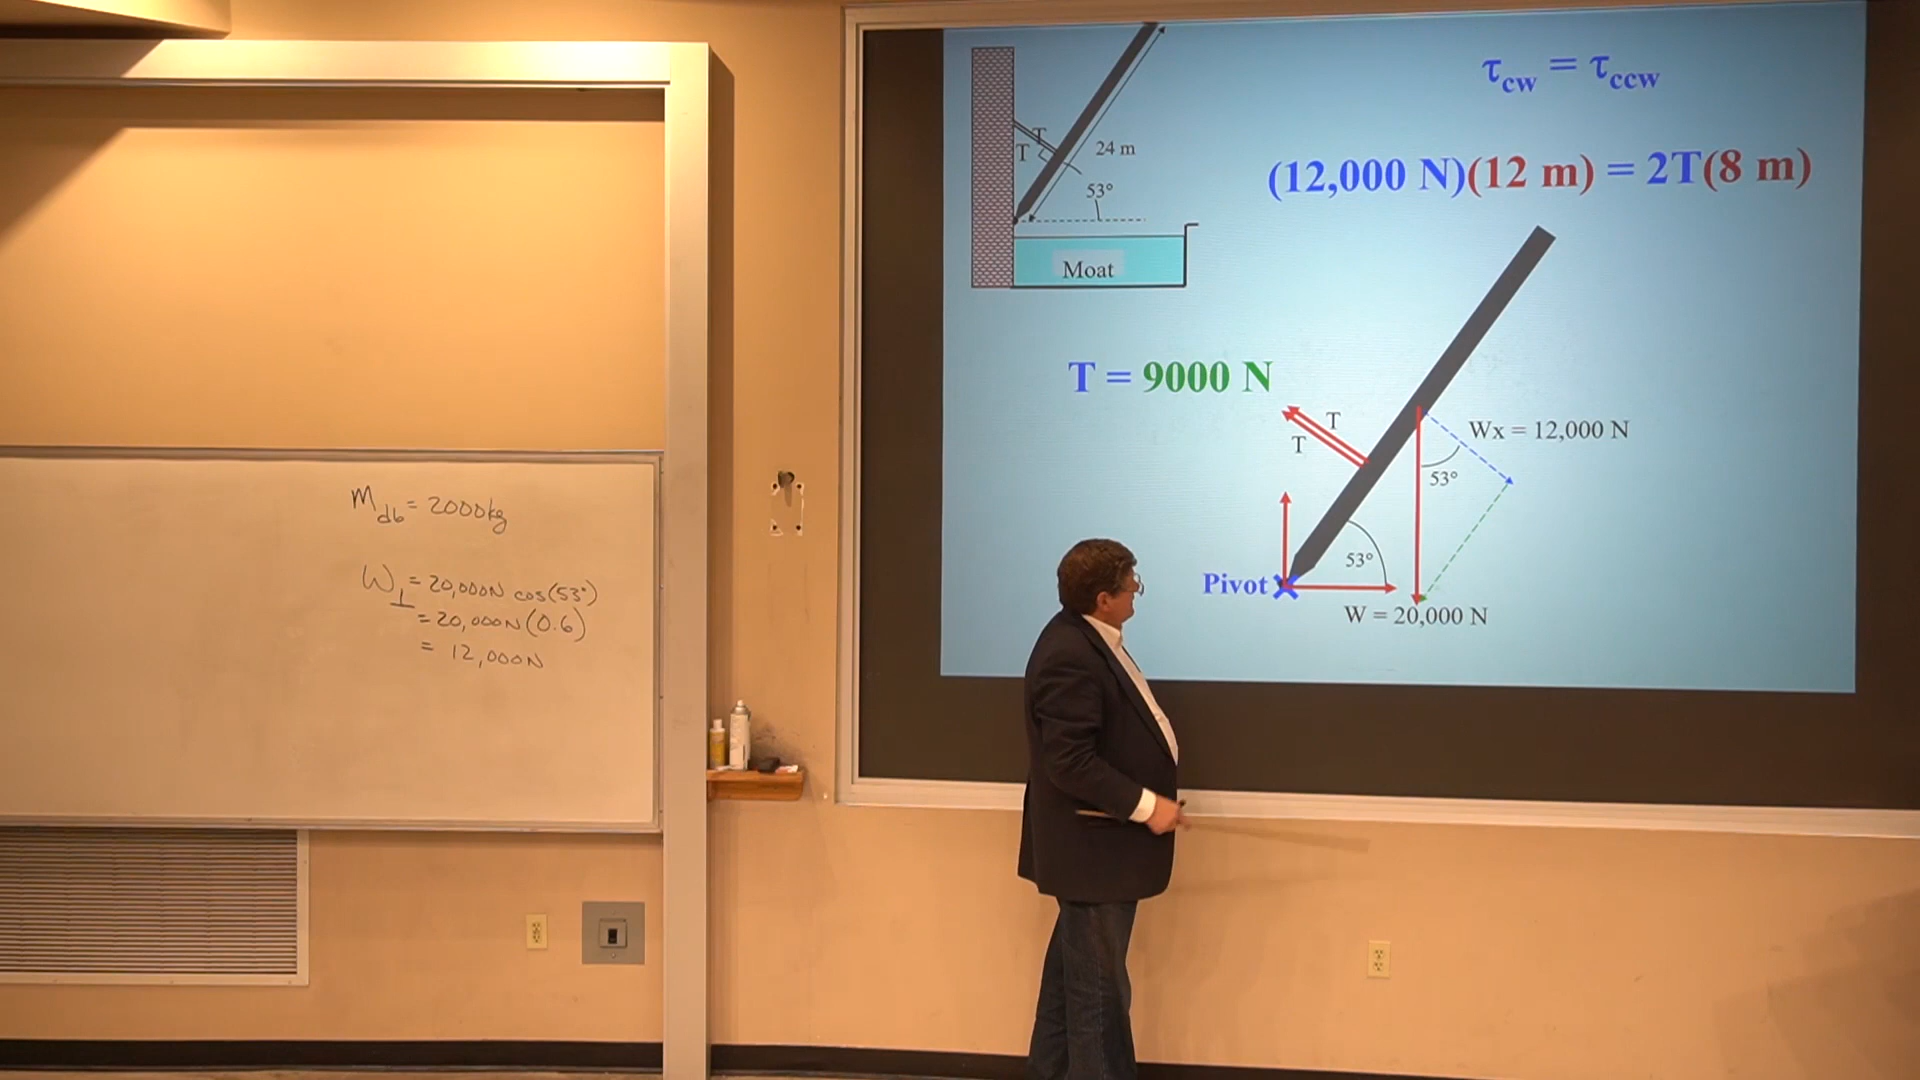 M_db = 2000kg
W⊥ = 20,000N cos(53°)
= 20,000N (0.6)
= 12,000N
τcw = τccw
(12,000 N)(12 m) = 2T(8 m)
T
T
24 m
53°
Moat
T = 9000 N
T
T
Wx = 12,000 N
53°
53°
Pivot
W = 20,000 N